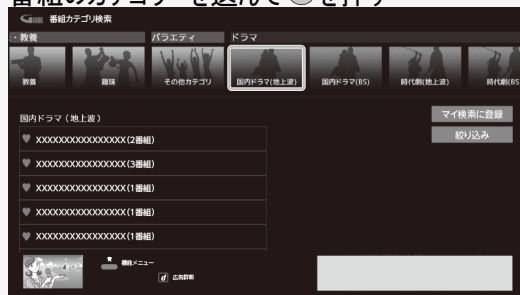 番組のカテゴリーを選んで を押す
G GUIDE 番組カテゴリ検索
・教養 バラエティ ドラマ
教養 趣味 その他カテゴリ 国内ドラマ(地上波) 国内ドラマ(BS) 時代劇(地上波) 時代劇(BS
国内ドラマ(地上波)
マイ検索に登録
絞り込み
XXXXXXXXXXXXXXXX(2番組)
XXXXXXXXXXXXXXXX(3番組)
XXXXXXXXXXXXXXXX(1番組)
XXXXXXXXXXXXXXXX(1番組)
XXXXXXXXXXXXXXXX(1番組)
機能メニュー
d 広告詳細